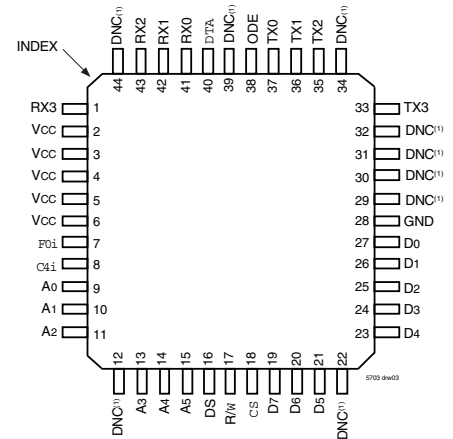 INDEX
DNC(1)
RX2
RX1
RX0
DTA
DNC(1)
ODE
TX0
TX1
TX2
DNC(1)
44
43
42
41
40
39
38
37
36
35
34
RX3 1
VCC 2
VCC 3
VCC 4
VCC 5
VCC 6
F0i 7
C4i 8
A0 9
A1 10
A2 11
33 TX3
32 DNC(1)
31 DNC(1)
30 DNC(1)
29 DNC(1)
28 GND
27 D0
26 D1
25 D2
24 D3
23 D4
12
13
14
15
16
17
18
19
20
21
22
DNC(1)
A3
A4
A5
DS
R/W
CS
D7
D6
D5
DNC(1)
5703 drw03